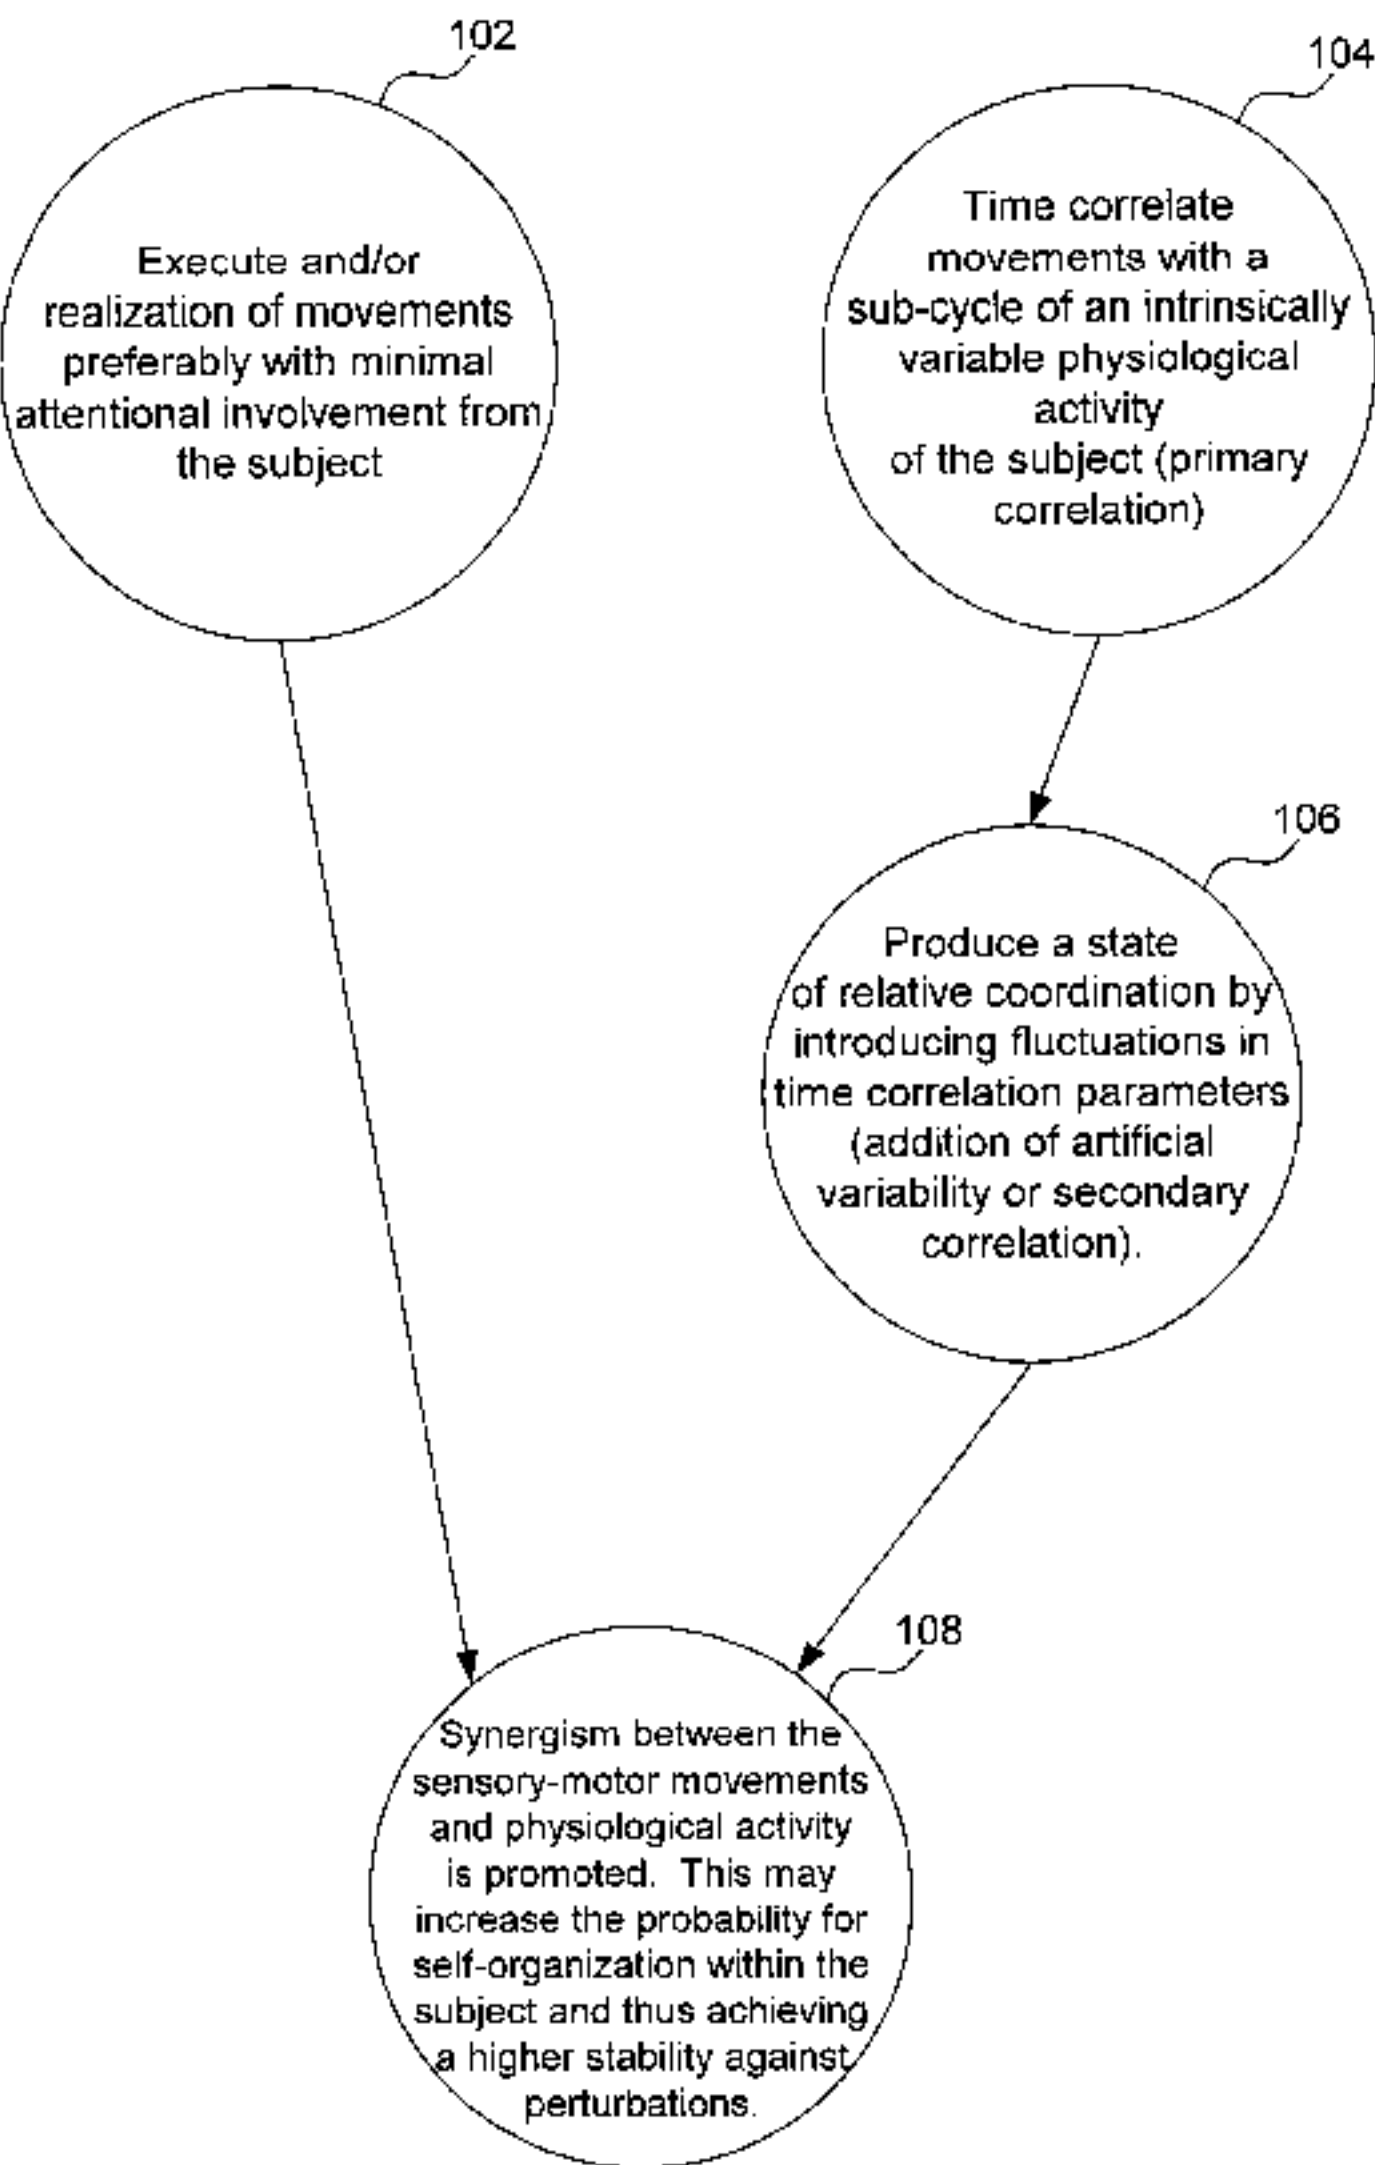 102
Execute and/or
realization of movements
preferably with minimal
attentional involvement from
the subject
104
Time correlate
movements with a
sub-cycle of an intrinsically
variable physiological
activity
of the subject (primary
correlation)
106
Produce a state
of relative coordination by
introducing fluctuations in
time correlation parameters
(addition of artificial
variability or secondary
correlation).
108
Synergism between the
sensory-motor movements
and physiological activity
is promoted. This may
increase the probability for
self-organization within the
subject and thus achieving
a higher stability against
perturbations.